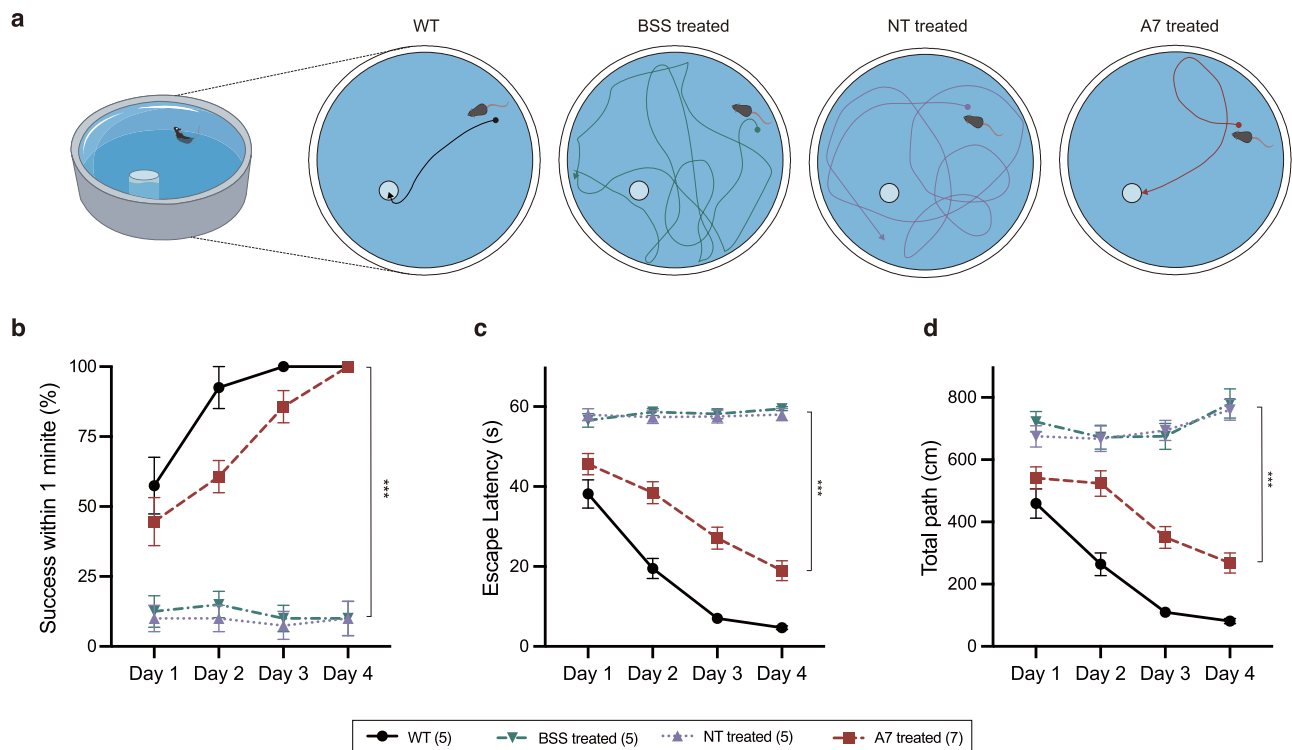 a
WT
BSS treated
NT treated
A7 treated
b
c
d
Success within 1 minite (%)
100
75
50
25
0
Day 1 Day 2 Day 3 Day 4
***
Escape Latency (s)
60
40
20
0
Day 1 Day 2 Day 3 Day 4
***
Total path (cm)
800
600
400
200
0
Day 1 Day 2 Day 3 Day 4
***
WT (5) BSS treated (5) NT treated (5) A7 treated (7)